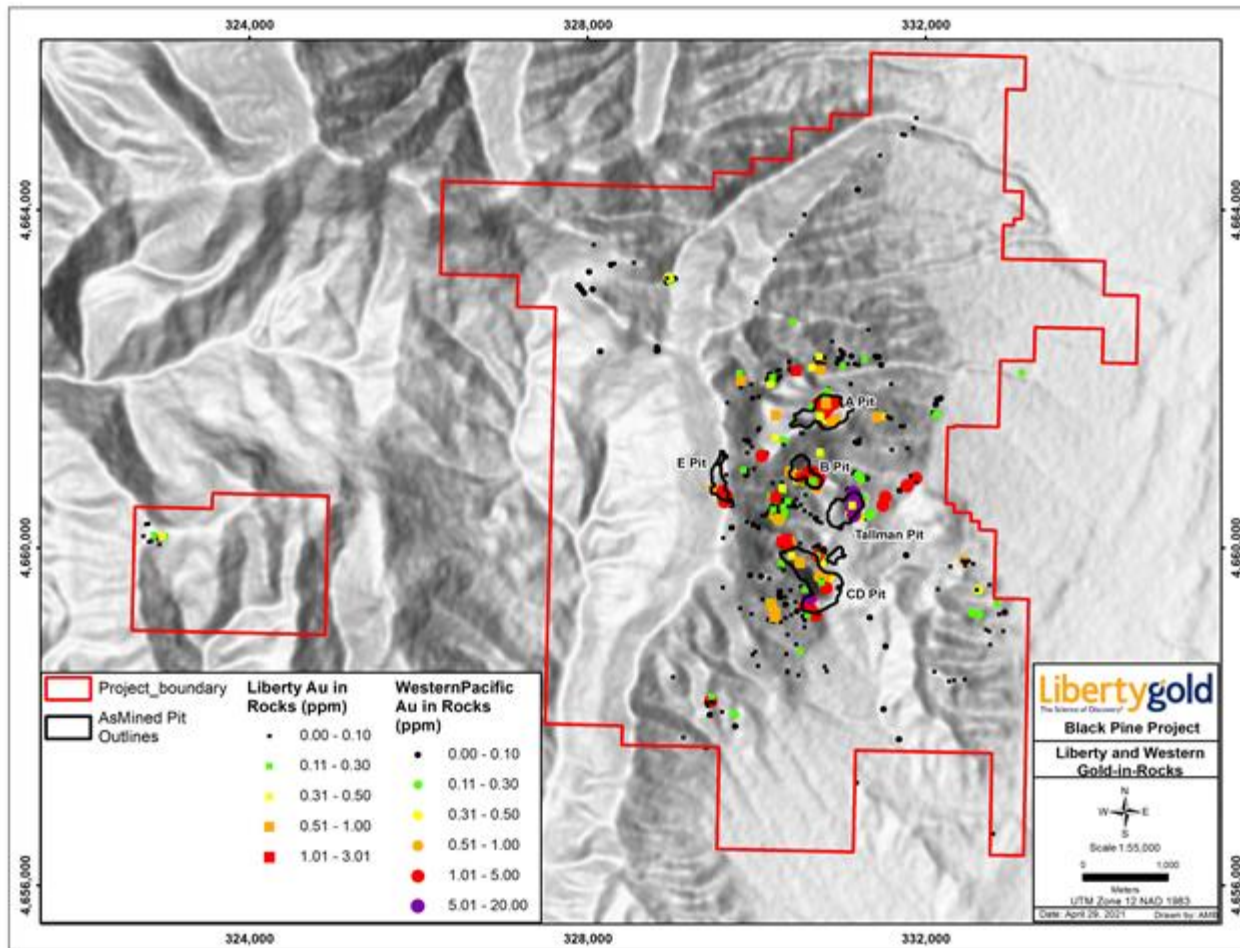 324,000
328,000
332,000
4,664,000
4,664,000
A Pit
E Pit
B Pit
Tallman Pit
4,660,000
4,660,000
CD Pit
Project_boundary
AsMined Pit
Outlines
Liberty Au in
Rocks (ppm)
0.00 - 0.10
0.11 - 0.30
0.31 - 0.50
0.51 - 1.00
1.01 - 3.01
WesternPacific
Au in Rocks
(ppm)
0.00 - 0.10
0.11 - 0.30
0.31 - 0.50
0.51 - 1.00
1.01 - 5.00
5.01 - 20.00
Libertygold
The Science of Discovery
Black Pine Project
Liberty and Western
Gold-in-Rocks
N
W E
S
Scale 1:55,000
0 1,000
Meters
UTM Zone 12 NAD 1983
Date: April 29, 2021 Drawn by: AMB
4,656,000
4,656,000
324,000
328,000
332,000